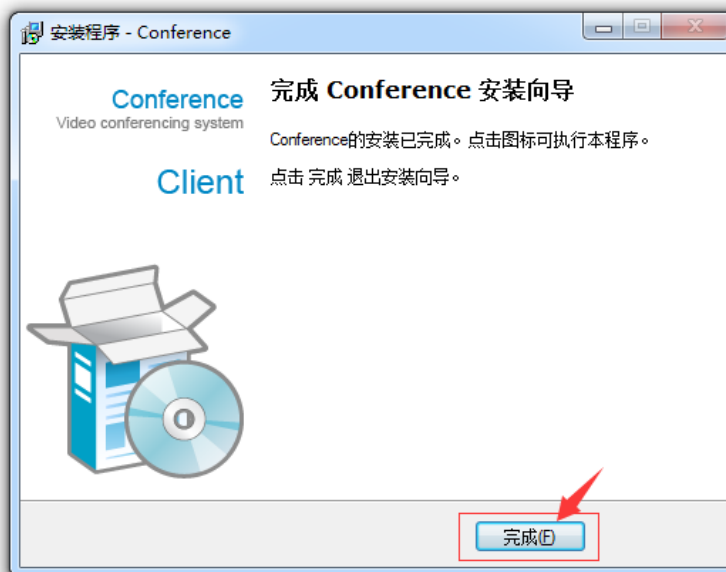 安装程序 - Conference
Conference
Video conferencing system
Client
完成 Conference 安装向导
Conference的安装已完成。点击图标可执行本程序。
点击 完成 退出安装向导。
完成(F)